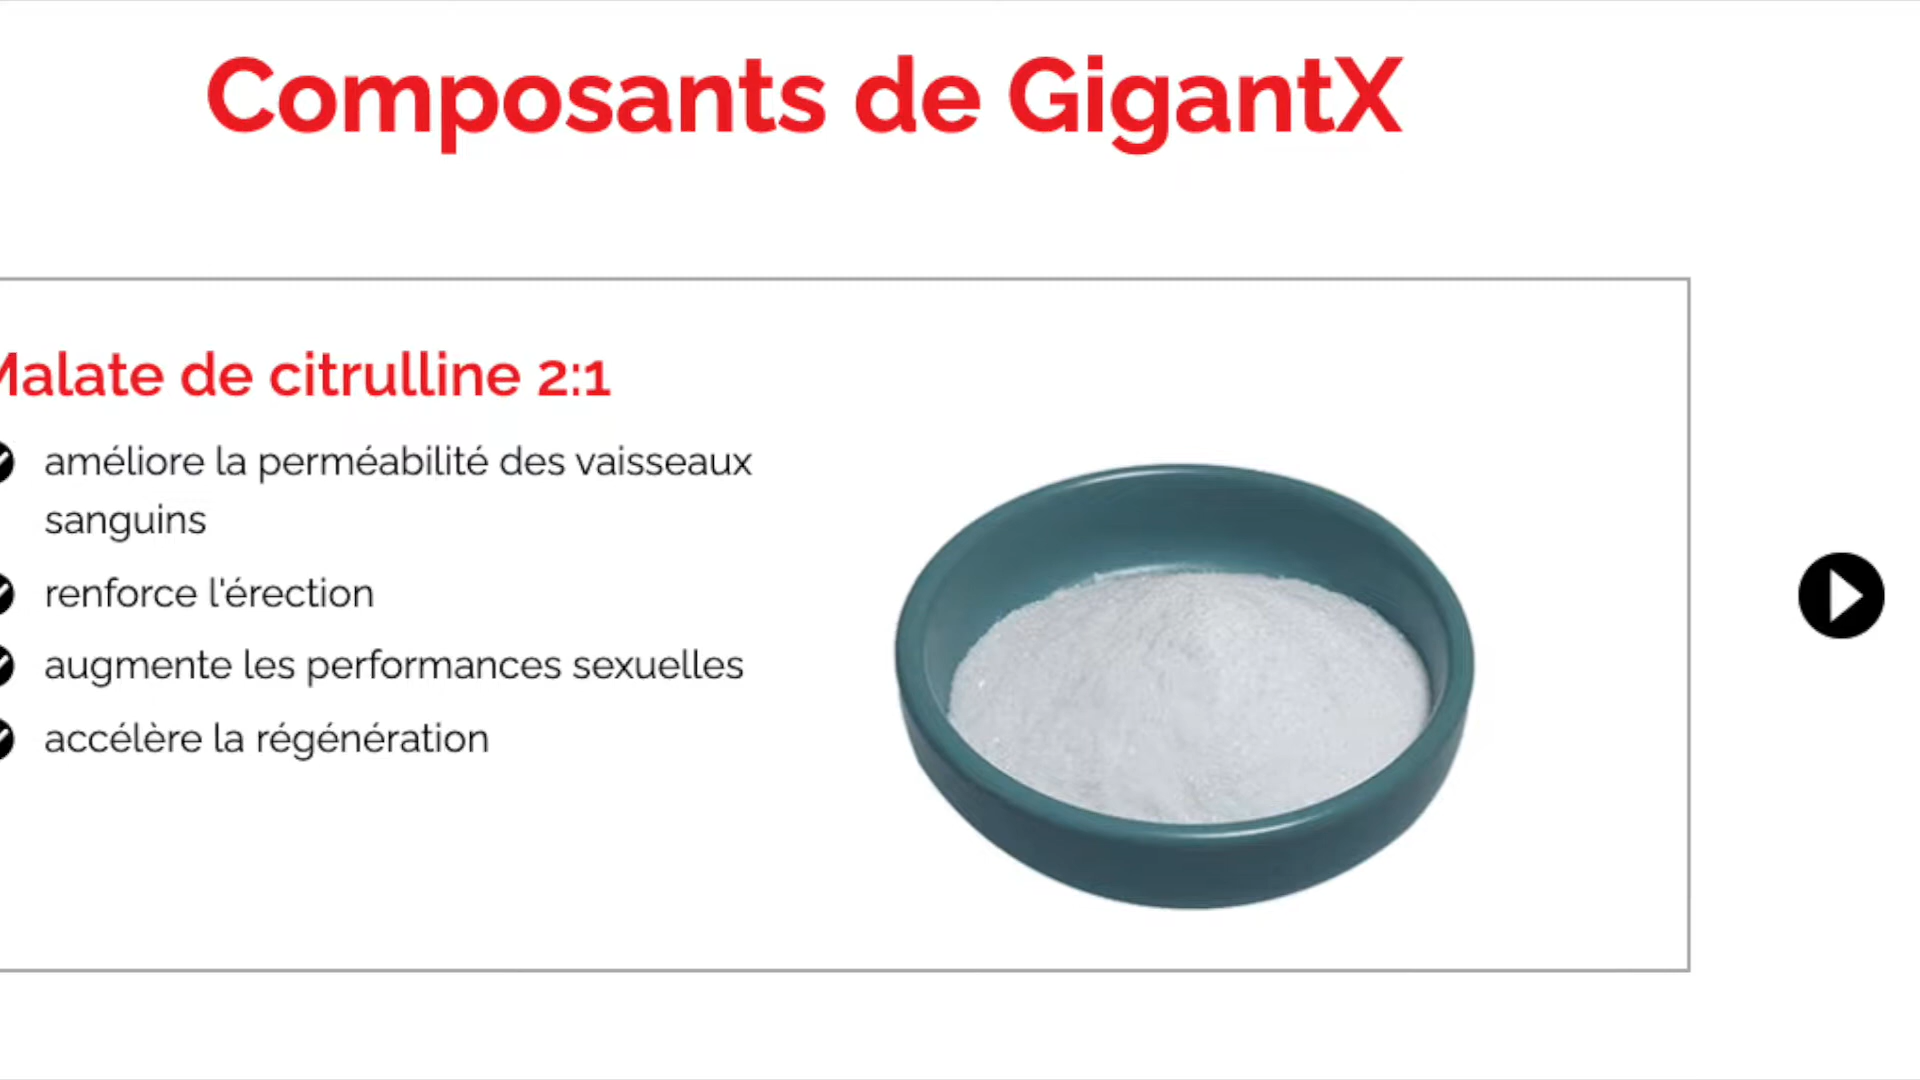 Composants de GigantX
Malate de citrulline 2:1
améliore la perméabilité des vaisseaux
sanguins
renforce l'érection
augmente les performances sexuelles
accélère la régénération